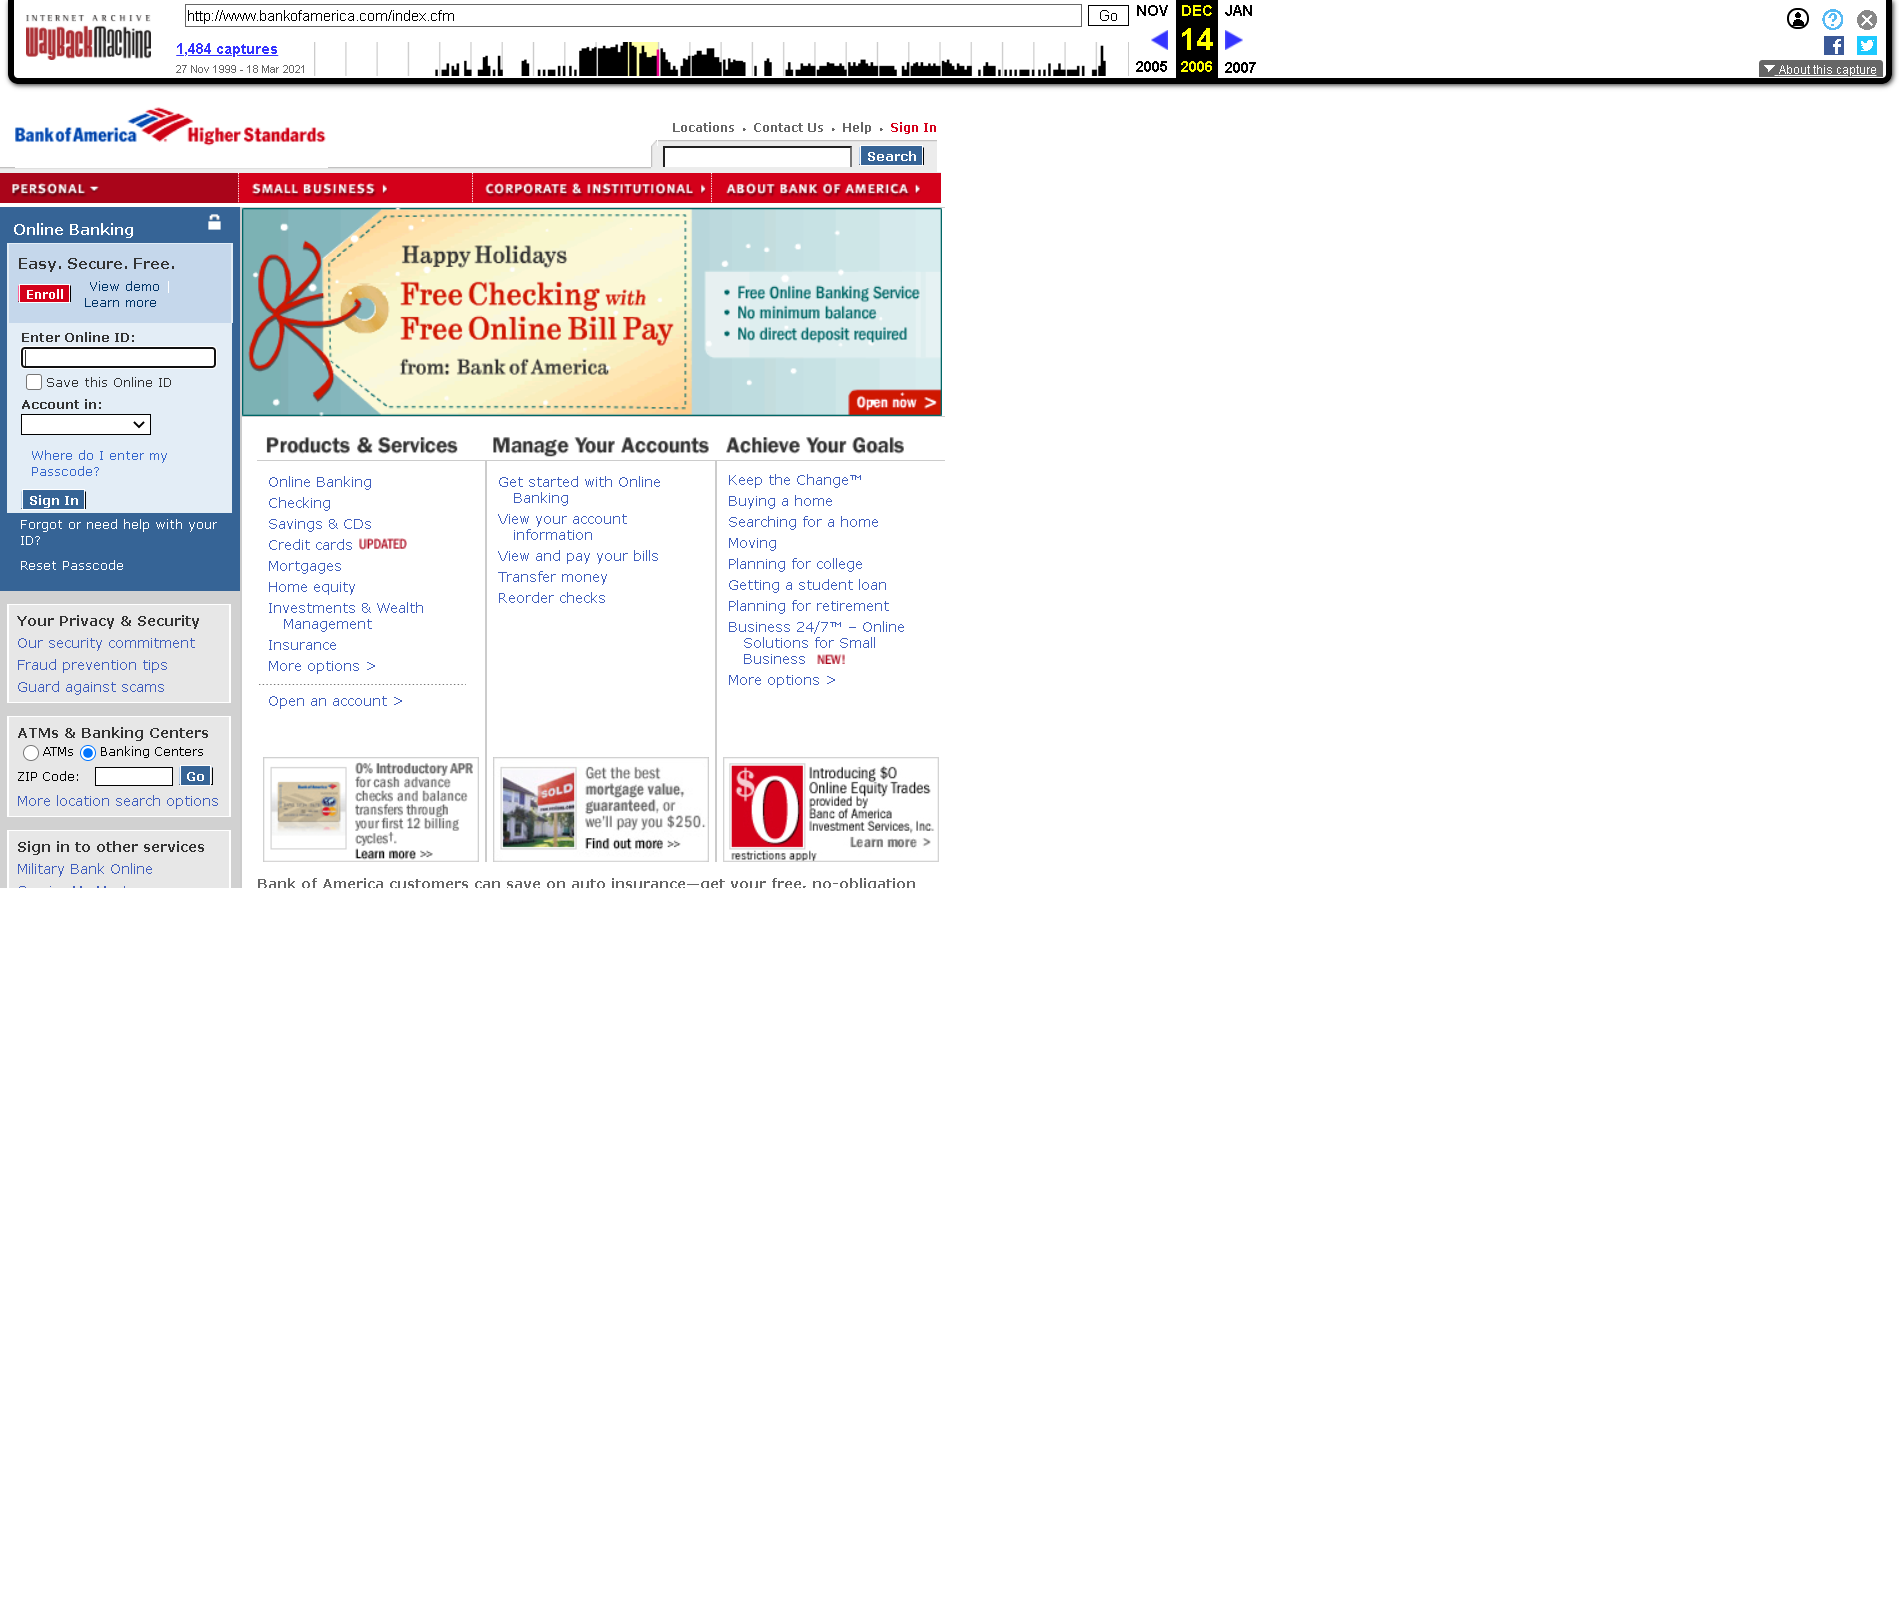 INTERNET ARCHIVE
WayBackMachine
http://www.bankofamerica.com/index.cfm
Go
NOV
DEC
JAN
1,484 captures
14
27 Nov 1999 - 18 Mar 2021
2005
2006
2007
About this capture
Bank of America Higher Standards
Locations
Contact Us
Help
Sign In
Search
PERSONAL
SMALL BUSINESS
CORPORATE & INSTITUTIONAL
ABOUT BANK OF AMERICA
Online Banking
Easy. Secure. Free.
Enroll
View demo
Learn more
Enter Online ID:
Save this Online ID
Account in:
Where do I enter my
Passcode?
Sign In
Forgot or need help with your
ID?
Reset Passcode
Your Privacy & Security
Our security commitment
Fraud prevention tips
Guard against scams
ATMs & Banking Centers
ATMs
Banking Centers
ZIP Code:
Go
More location search options
Sign in to other services
Military Bank Online
Happy Holidays
Free Checking with
Free Online Bill Pay
from: Bank of America
• Free Online Banking Service
• No minimum balance
• No direct deposit required
Open now >
Products & Services
Online Banking
Checking
Savings & CDs
Credit cards UPDATED
Mortgages
Home equity
Investments & Wealth
Management
Insurance
More options >
Open an account >
Manage Your Accounts
Get started with Online
Banking
View your account
information
View and pay your bills
Transfer money
Reorder checks
Achieve Your Goals
Keep the Change™
Buying a home
Searching for a home
Moving
Planning for college
Getting a student loan
Planning for retirement
Business 24/7™ – Online
Solutions for Small
Business NEW!
More options >
0% Introductory APR
for cash advance
checks and balance
transfers through
your first 12 billing
cycles†.
Learn more >>
SOLD
Get the best
mortgage value,
guaranteed, or
we'll pay you $250.
Find out more >>
$0
Introducing $0
Online Equity Trades
provided by
Banc of America
Investment Services, Inc.
Learn more >
restrictions apply
Bank of America customers can save on auto insurance—get your free, no-obligation